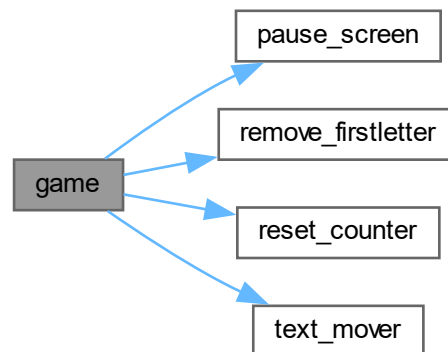 pause_screen
remove_firstletter
game
reset_counter
text_mover